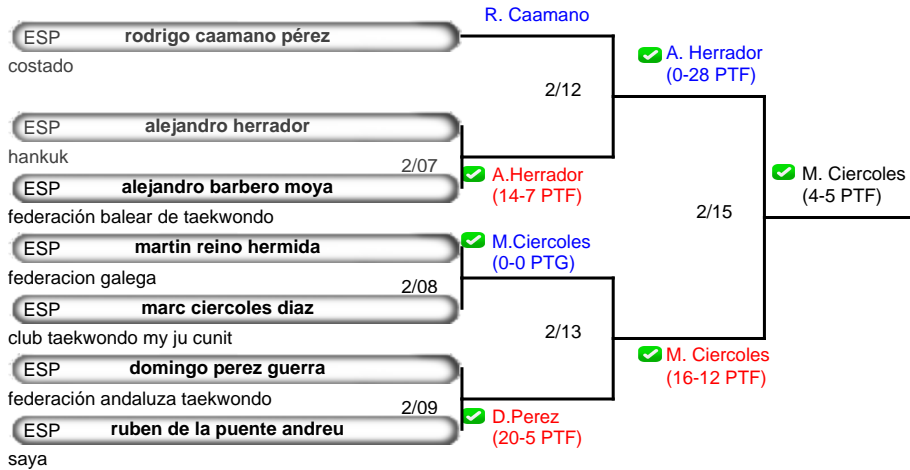 R. Caamano
ESP rodrigo caamano pérez
costado
A. Herrador
(0-28 PTF)
2/12
ESP alejandro herrador
hankuk
2/07
ESP alejandro barbero moya
A.Herrador
(14-7 PTF)
federación balear de taekwondo
M. Ciercoles
(4-5 PTF)
2/15
ESP martin reino hermida
M.Ciercoles
(0-0 PTG)
federacion galega
2/08
ESP marc ciercoles diaz
club taekwondo my ju cunit
2/13
M. Ciercoles
(16-12 PTF)
ESP domingo perez guerra
federación andaluza taekwondo
2/09
ESP ruben de la puente andreu
D.Perez
(20-5 PTF)
saya